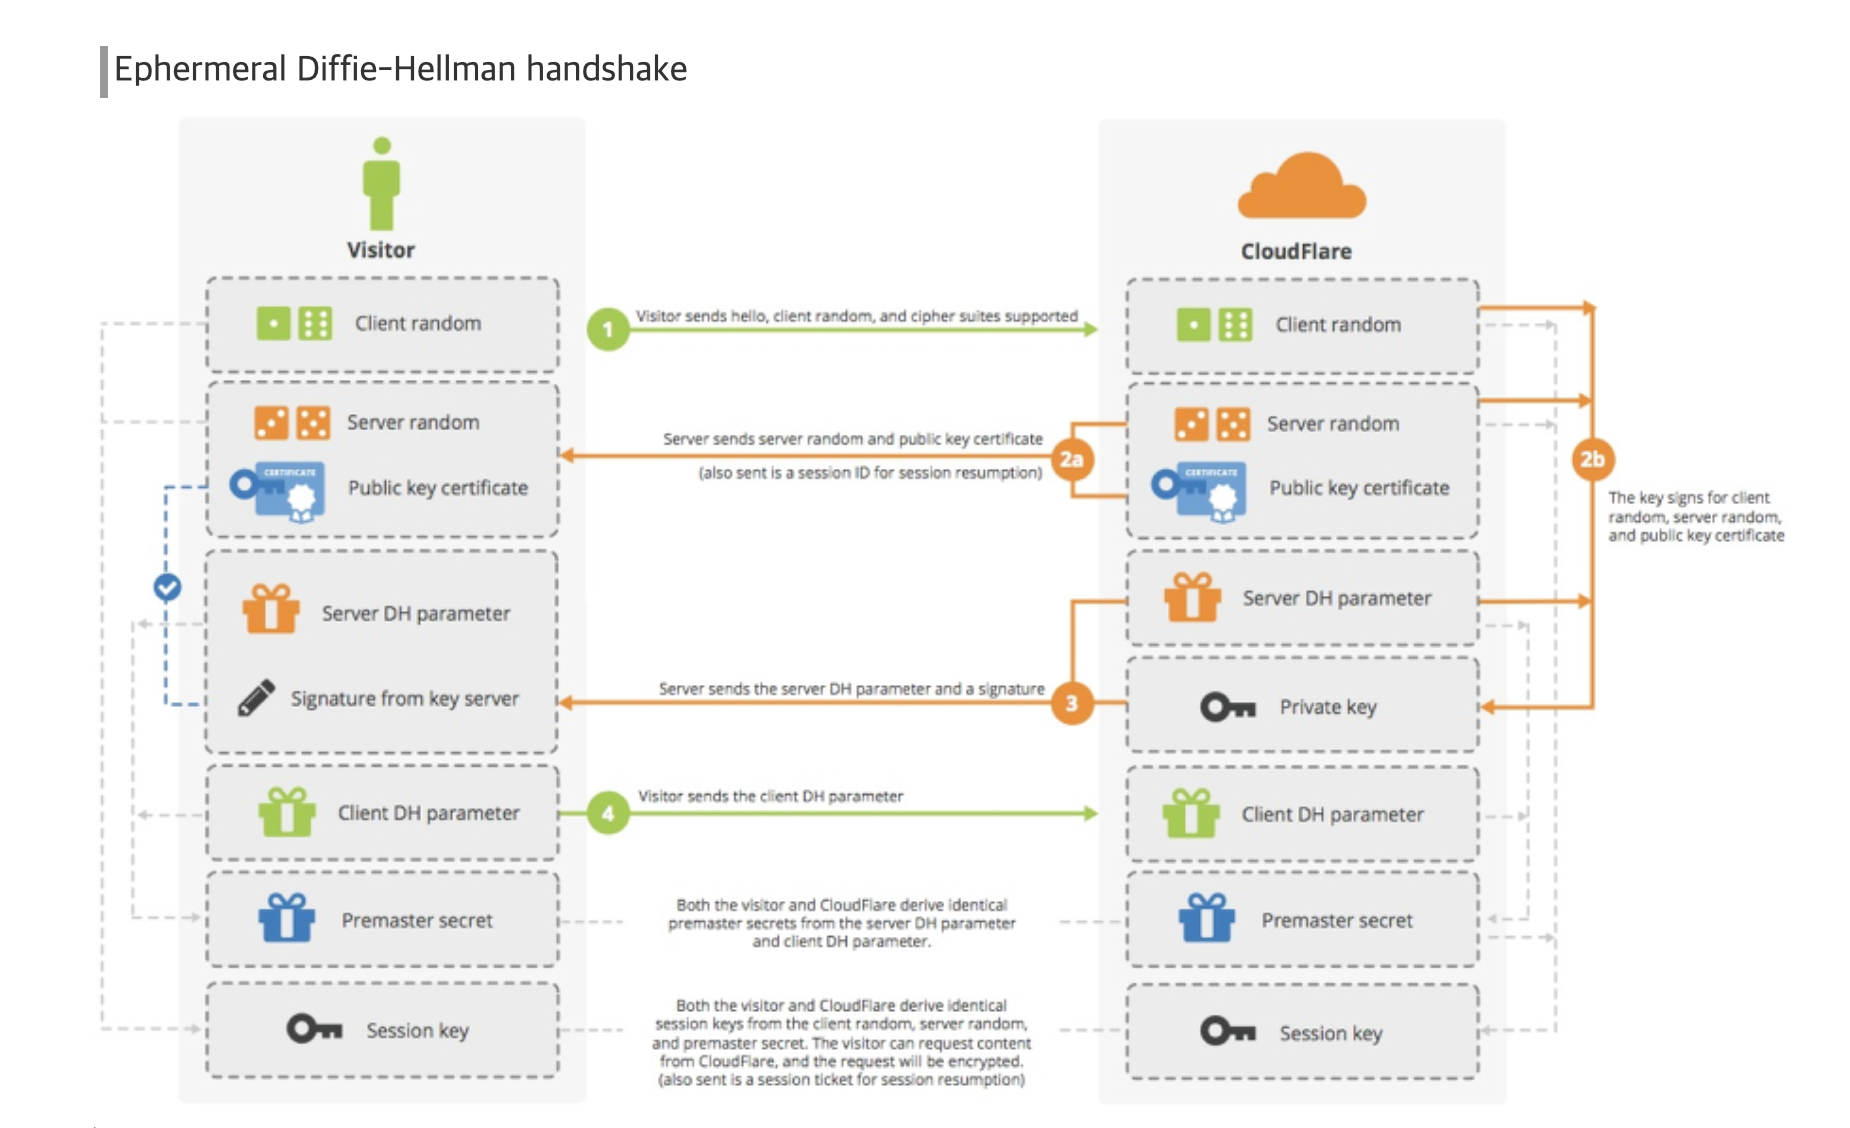 Ephermeral Diffie-Hellman handshake
Visitor
CloudFlare
Client random
1
Visitor sends hello, client random, and cipher suites supported
Client random
Server random
CERTIFICATE
Public key certificate
Server sends server random and public key certificate
(also sent is a session ID for session resumption)
2a
Server random
CERTIFICATE
Public key certificate
2b
The key signs for client
random, server random,
and public key certificate
Server DH parameter
Signature from key server
Server sends the server DH parameter and a signature
3
Server DH parameter
Private key
Client DH parameter
4
Visitor sends the client DH parameter
Client DH parameter
Premaster secret
Both the visitor and CloudFlare derive identical
premaster secrets from the server DH parameter
and client DH parameter.
Premaster secret
Session key
Both the visitor and CloudFlare derive identical
session keys from the client random, server random,
and premaster secret. The visitor can request content
from CloudFlare, and the request will be encrypted.
(also sent is a session ticket for session resumption)
Session key